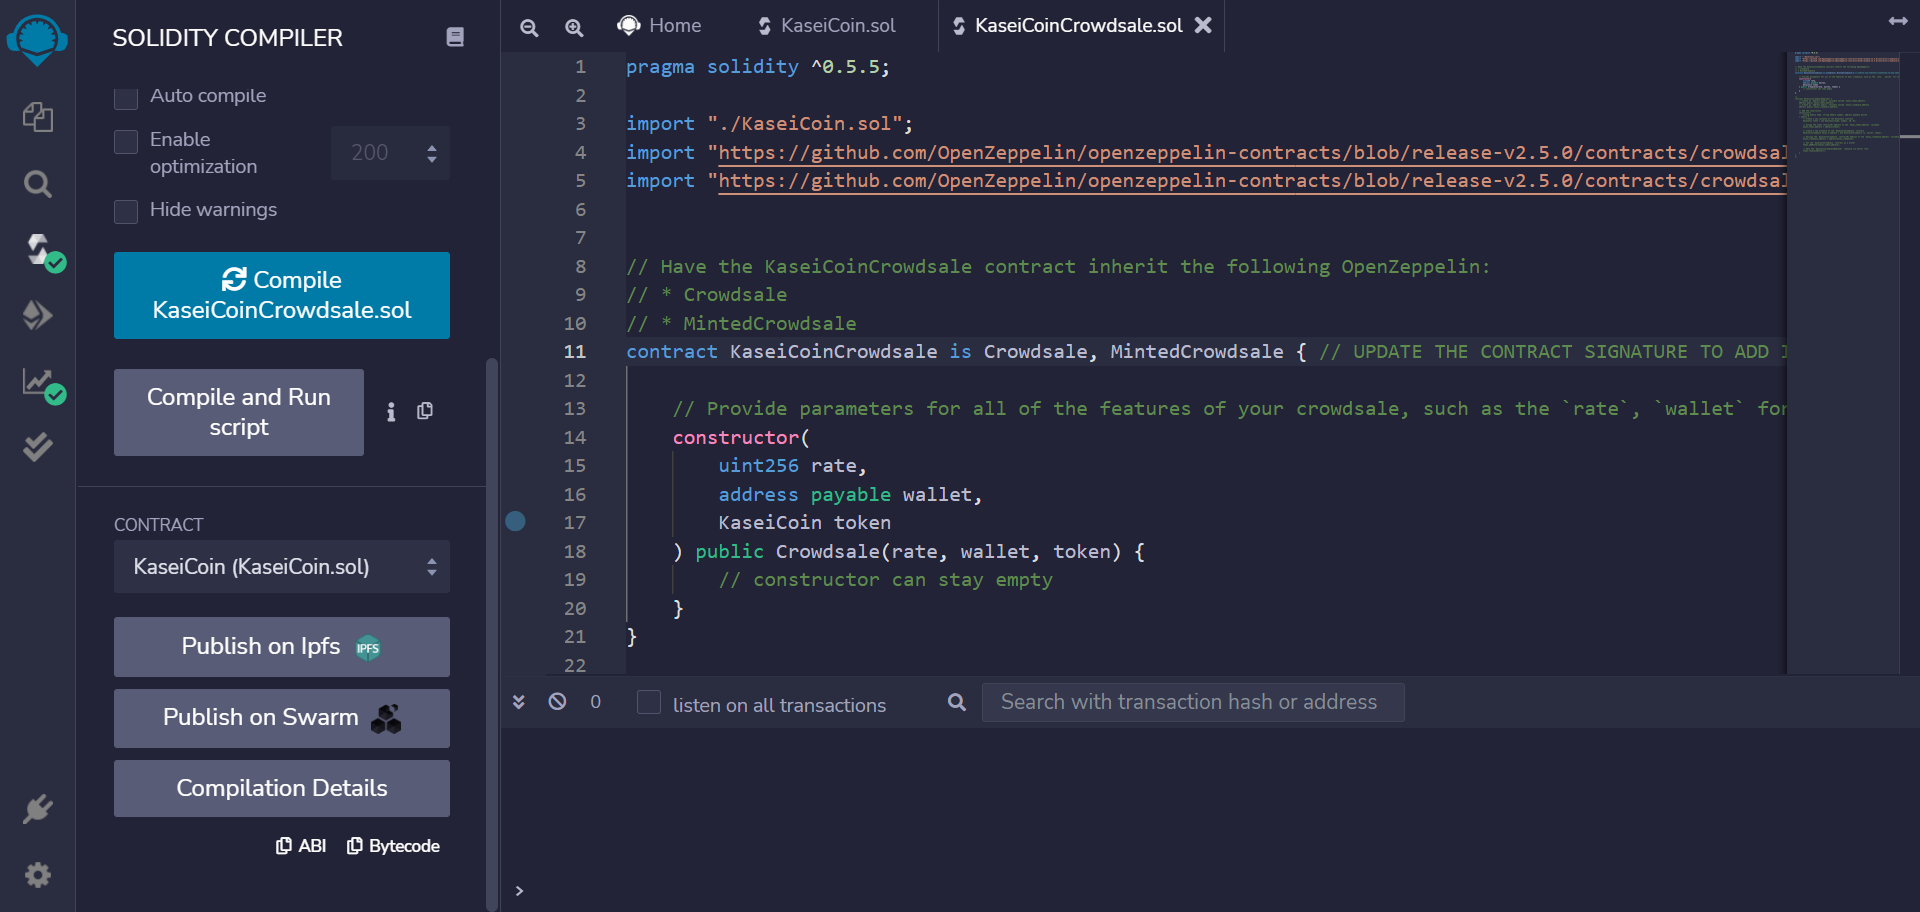 SOLIDITY COMPILER
Auto compile
Enable
optimization
200
Hide warnings
Compile
KaseiCoinCrowdsale.sol
Compile and Run
script
CONTRACT
KaseiCoin (KaseiCoin.sol)
Publish on Ipfs
IPFS
Publish on Swarm
Compilation Details
ABI
Bytecode
Home
KaseiCoin.sol
KaseiCoinCrowdsale.sol
1 pragma solidity ^0.5.5;
2
3 import "./KaseiCoin.sol";
4 import "https://github.com/OpenZeppelin/openzeppelin-contracts/blob/release-v2.5.0/contracts/crowdsal
5 import "https://github.com/OpenZeppelin/openzeppelin-contracts/blob/release-v2.5.0/contracts/crowdsal
6
7
8 // Have the KaseiCoinCrowdsale contract inherit the following OpenZeppelin:
9 // * Crowdsale
10 // * MintedCrowdsale
11 contract KaseiCoinCrowdsale is Crowdsale, MintedCrowdsale { // UPDATE THE CONTRACT SIGNATURE TO ADD
12
13 // Provide parameters for all of the features of your crowdsale, such as the `rate`, `wallet` for
14 constructor(
15 uint256 rate,
16 address payable wallet,
17 KaseiCoin token
18 ) public Crowdsale(rate, wallet, token) {
19 // constructor can stay empty
20 }
21 }
22
0
listen on all transactions
Search with transaction hash or address
>